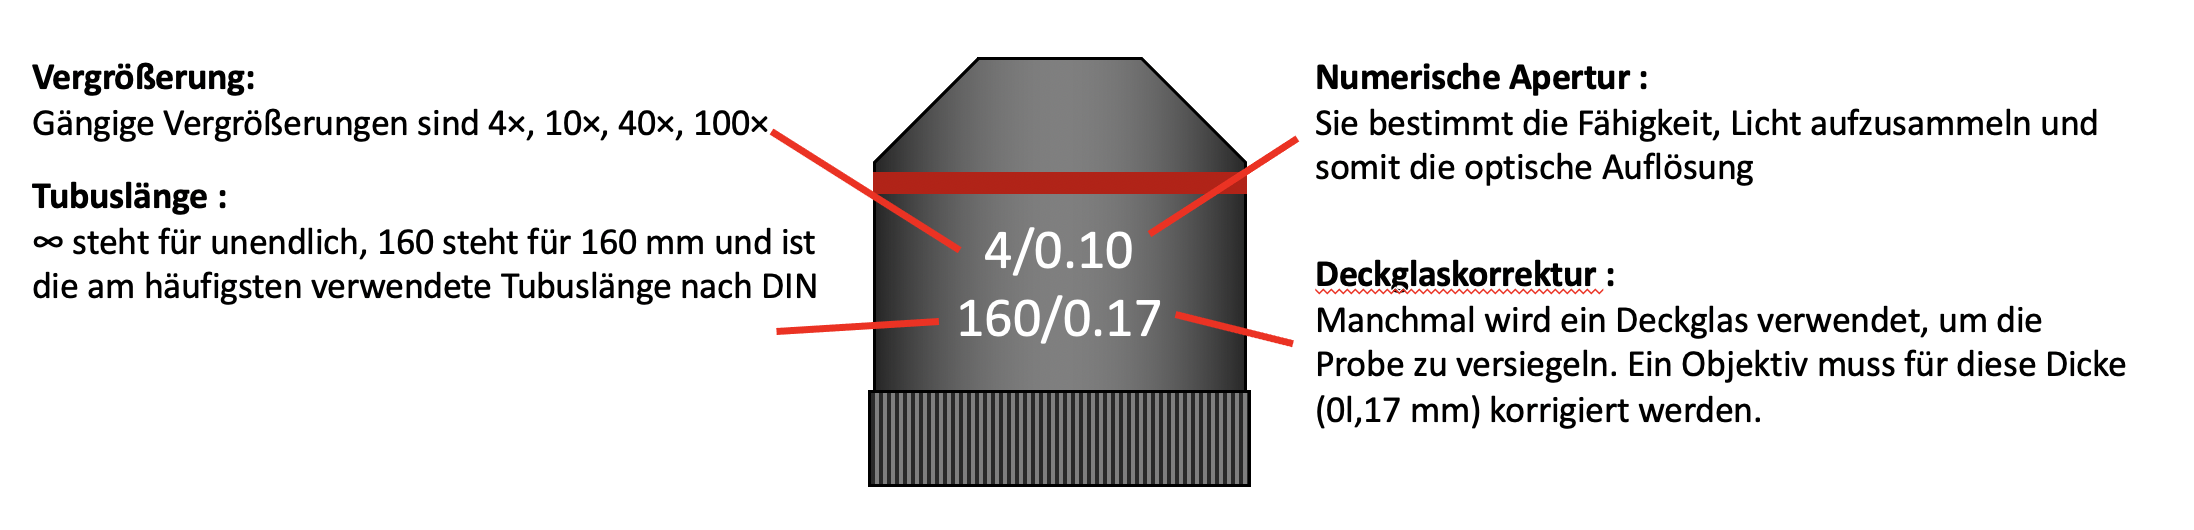 Vergrößerung:
Gängige Vergrößerungen sind 4×, 10×, 40×, 100×
Tubuslänge :
∞ steht für unendlich, 160 steht für 160 mm und ist
die am häufigsten verwendete Tubuslänge nach DIN
4/0.10
160/0.17
Numerische Apertur :
Sie bestimmt die Fähigkeit, Licht aufzusammeln und
somit die optische Auflösung
Deckglaskorrektur :
Manchmal wird ein Deckglas verwendet, um die
Probe zu versiegeln. Ein Objektiv muss für diese Dicke
(0l,17 mm) korrigiert werden.